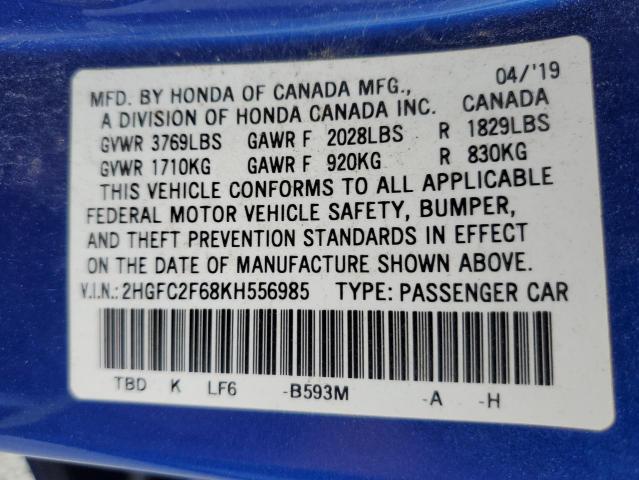 MFD. BY HONDA OF CANADA MFG., 04/'19
A DIVISION OF HONDA CANADA INC. CANADA
GVWR 3769LBS GAWR F 2028LBS R 1829LBS
GVWR 1710KG GAWR F 920KG R 830KG
THIS VEHICLE CONFORMS TO ALL APPLICABLE
FEDERAL MOTOR VEHICLE SAFETY, BUMPER,
AND THEFT PREVENTION STANDARDS IN EFFECT
ON THE DATE OF MANUFACTURE SHOWN ABOVE.
V.I.N.:2HGFC2F68KH556985 TYPE:PASSENGER CAR
TBD K LF6 -B593M -A -H